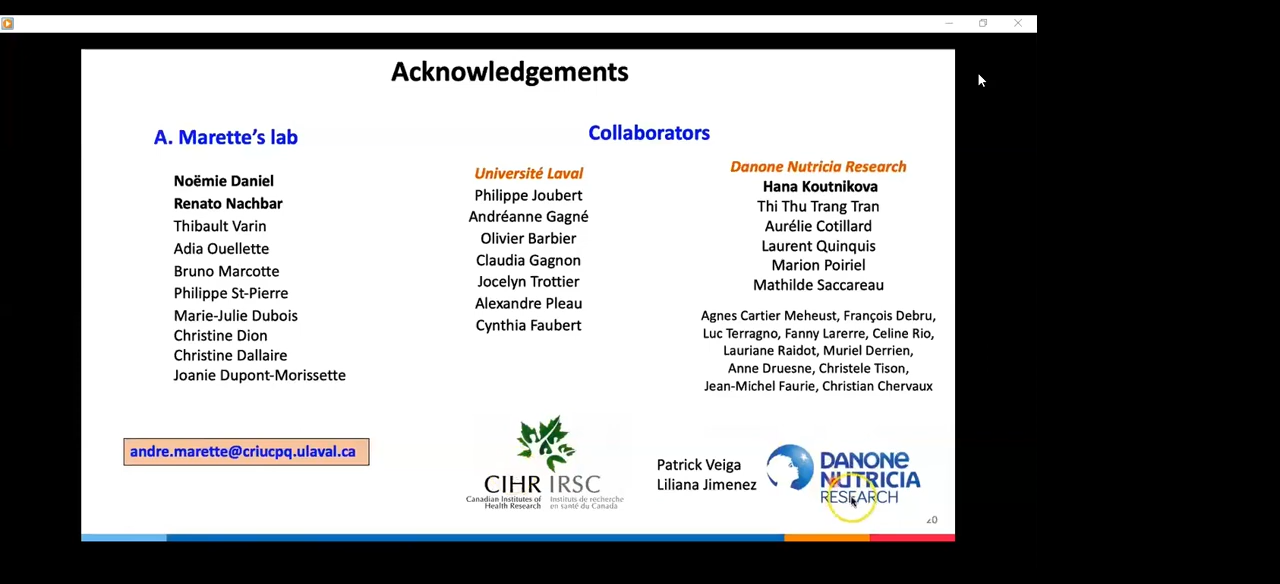 Acknowledgements
A. Marette's lab
Noëmie Daniel
Renato Nachbar
Thibault Varin
Adia Ouellette
Bruno Marcotte
Philippe St-Pierre
Marie-Julie Dubois
Christine Dion
Christine Dallaire
Joanie Dupont-Morissette
andre.marette@criucpq.ulaval.ca
Collaborators
Université Laval
Philippe Joubert
Andréanne Gagné
Olivier Barbier
Claudia Gagnon
Jocelyn Trottier
Alexandre Pleau
Cynthia Faubert
Danone Nutricia Research
Hana Koutnikova
Thi Thu Trang Tran
Aurélie Cotillard
Laurent Quinquis
Marion Poiriel
Mathilde Saccareau
Agnes Cartier Meheust, François Debru,
Luc Terragno, Fanny Larerre, Celine Rio,
Lauriane Raidot, Muriel Derrien,
Anne Druesne, Christele Tison,
Jean-Michel Faurie, Christian Chervaux
CIHR IRSC
Canadian Institutes of
Health Research
Instituts de recherche
en santé du Canada
Patrick Veiga
Liliana Jimenez
DANONE
NUTRICIA
RESEARCH
20